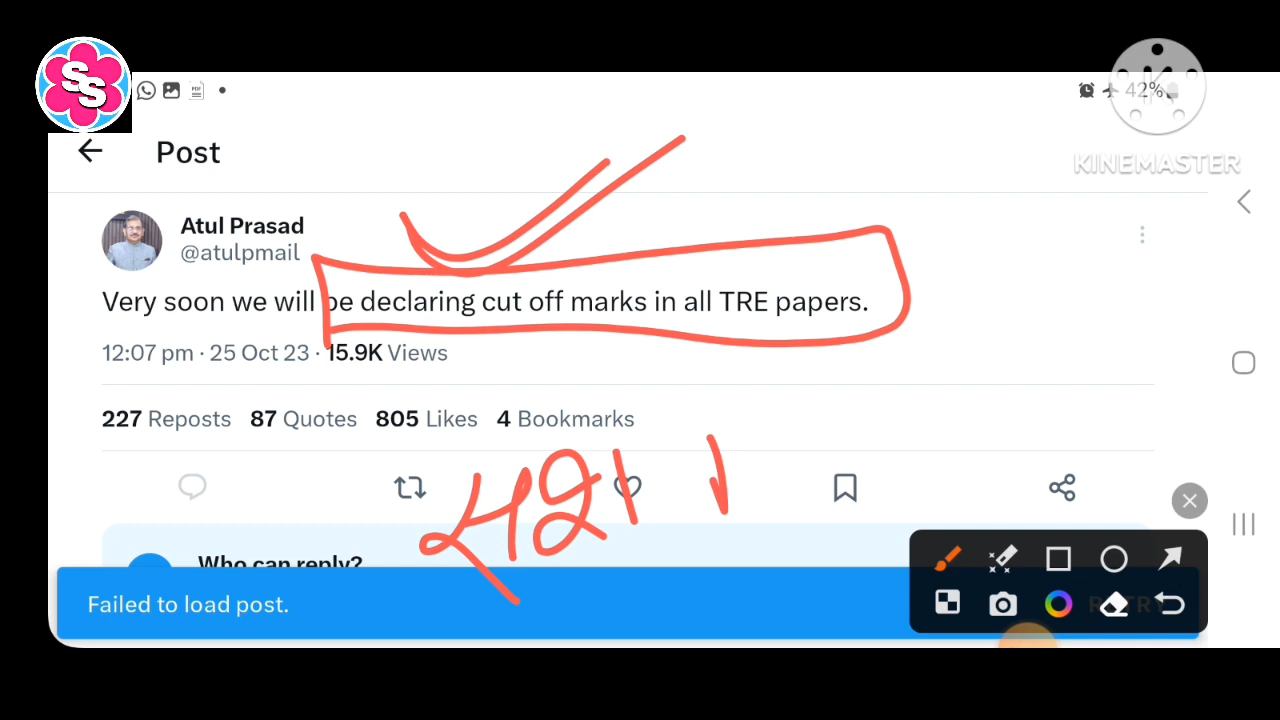 SS
PDF
42%
KINEMASTER
Post
Atul Prasad
@atulpmail
Very soon we will be declaring cut off marks in all TRE papers.
12:07 pm · 25 Oct 23 · 15.9K Views
227 Reposts 87 Quotes 805 Likes 4 Bookmarks
Who can reply?
Failed to load post.